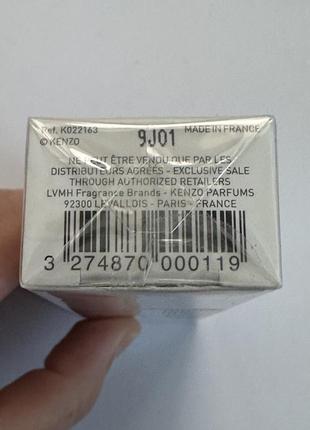 Ref. K022163 9J01 MADE IN FRANCE
© KENZO
NE PEUT ÊTRE VENDU QUE PAR LES
DISTRIBUTEURS AGRÉÉS - EXCLUSIVE SALE
THROUGH AUTHORIZED RETAILERS
LVMH Fragrance Brands - KENZO PARFUMS
92300 LEVALLOIS - PARIS - FRANCE
3 274870 000119